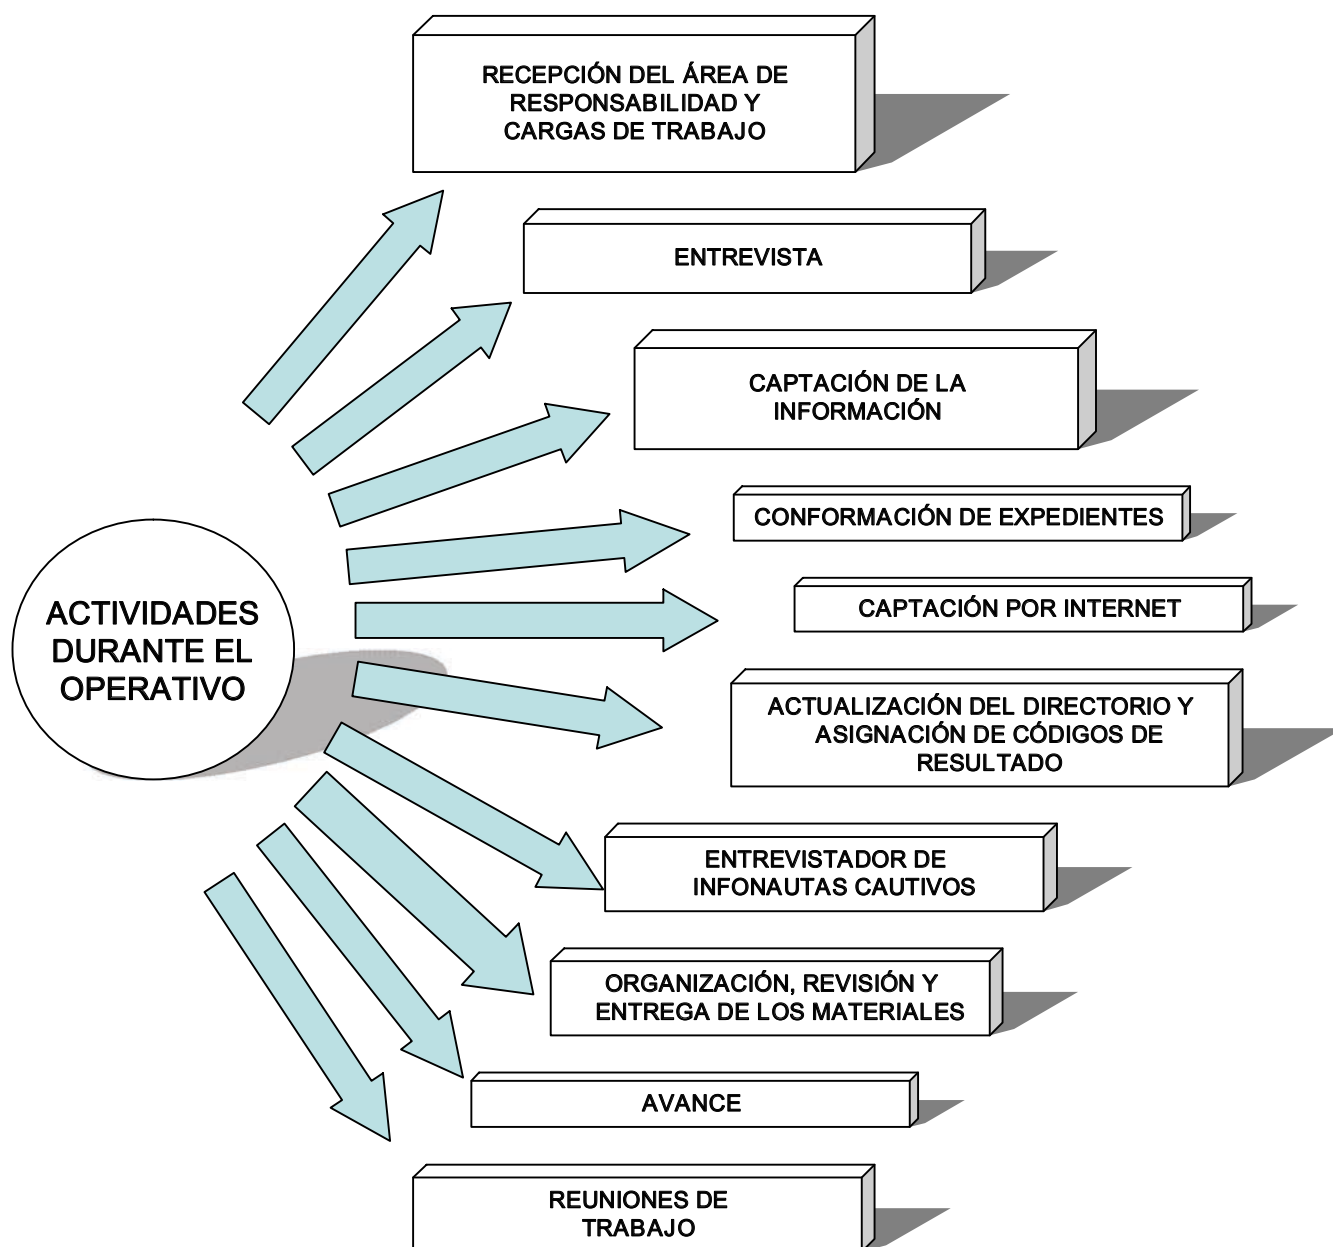 RECEPCIÓN DEL ÁREA DE
RESPONSABILIDAD Y
CARGAS DE TRABAJO
ENTREVISTA
CAPTACIÓN DE LA
INFORMACIÓN
CONFORMACIÓN DE EXPEDIENTES
CAPTACIÓN POR INTERNET
ACTIVIDADES
DURANTE EL
OPERATIVO
ACTUALIZACIÓN DEL DIRECTORIO Y
ASIGNACIÓN DE CÓDIGOS DE
RESULTADO
ENTREVISTADOR DE
INFONAUTAS CAUTIVOS
ORGANIZACIÓN, REVISIÓN Y
ENTREGA DE LOS MATERIALES
AVANCE
REUNIONES DE
TRABAJO